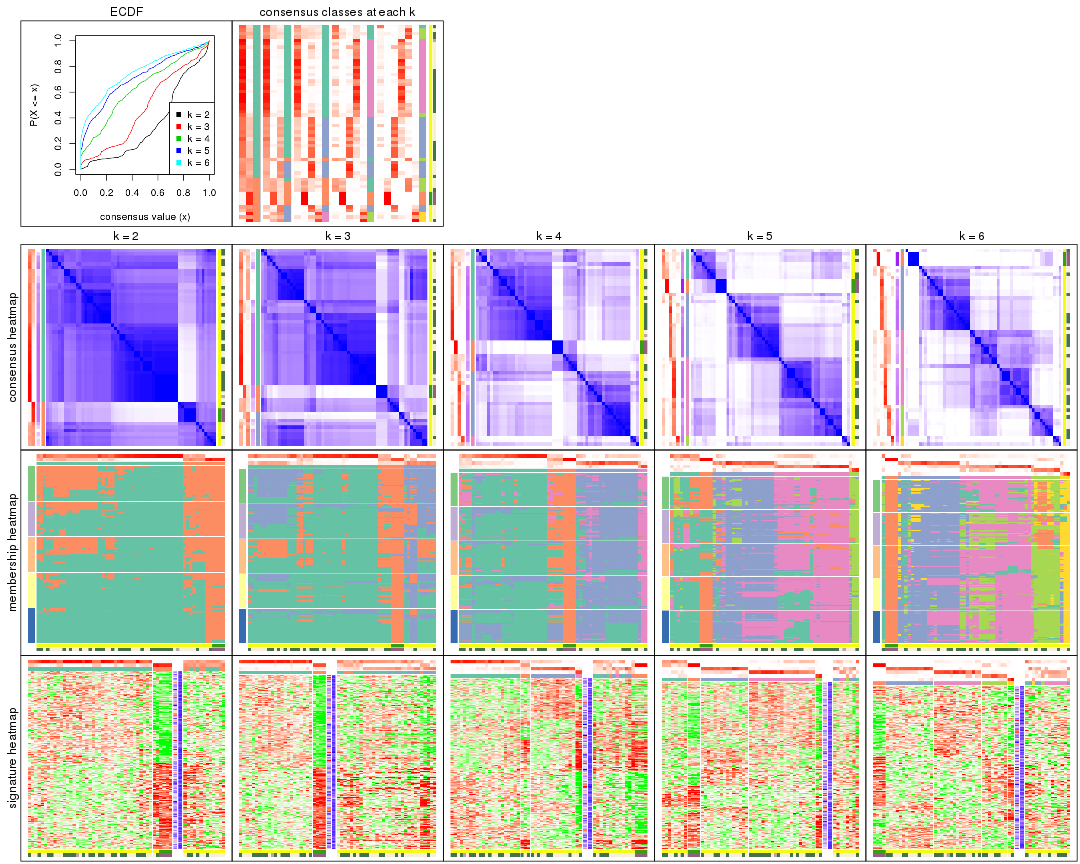 ECDF
consensus classes at each k
P(X <= x)
0.0
0.2
0.4
0.6
0.8
1.0
k = 2
k = 3
k = 4
k = 5
k = 6
0.0 0.2 0.4 0.6 0.8 1.0
consensus value (x)
k = 2
k = 3
k = 4
k = 5
k = 6
consensus heatmap
membership heatmap
signature heatmap